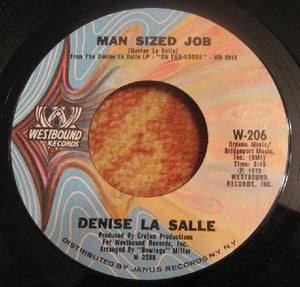 MAN SIZED JOB
(Denise La Salle)
From The Denise La Salle LP - "ON THE LOOSE" - WB 2016
WESTBOUND
RECORDS
W-206
Ordena Music/
Bridgeport Music,
Inc. (BMI)
Time: 2:40
℗ 1972
WESTBOUND
RECORDS, INC.
DENISE LA SALLE
Produced By Crajon Productions
For Westbound Records, Inc.
Arranged By "Bowlegs" Miller
W 2388
DISTRIBUTED BY JANUS RECORDS NY. N.Y.